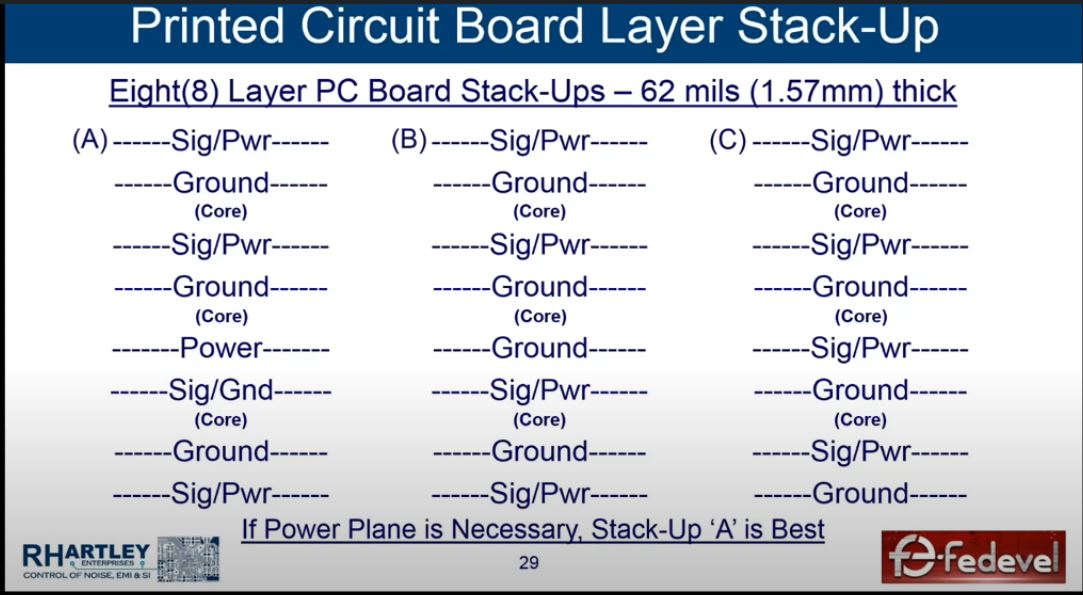 Printed Circuit Board Layer Stack-Up
Eight(8) Layer PC Board Stack-Ups – 62 mils (1.57mm) thick
(A) ------Sig/Pwr------
------Ground------
(Core)
------Sig/Pwr------
------Ground------
(Core)
-------Power-------
------Sig/Gnd------
(Core)
------Ground------
------Sig/Pwr------
(B) ------Sig/Pwr------
------Ground------
(Core)
------Sig/Pwr------
------Ground------
(Core)
------Ground------
------Sig/Pwr------
(Core)
------Ground------
------Sig/Pwr------
(C) ------Sig/Pwr------
------Ground------
(Core)
------Sig/Pwr------
------Ground------
(Core)
------Sig/Pwr------
------Ground------
(Core)
------Sig/Pwr------
------Ground------
If Power Plane is Necessary, Stack-Up ‘A’ is Best
RHARTLEY
ENTERPRISES
CONTROL OF NOISE, EMI & SI
29
fedevel